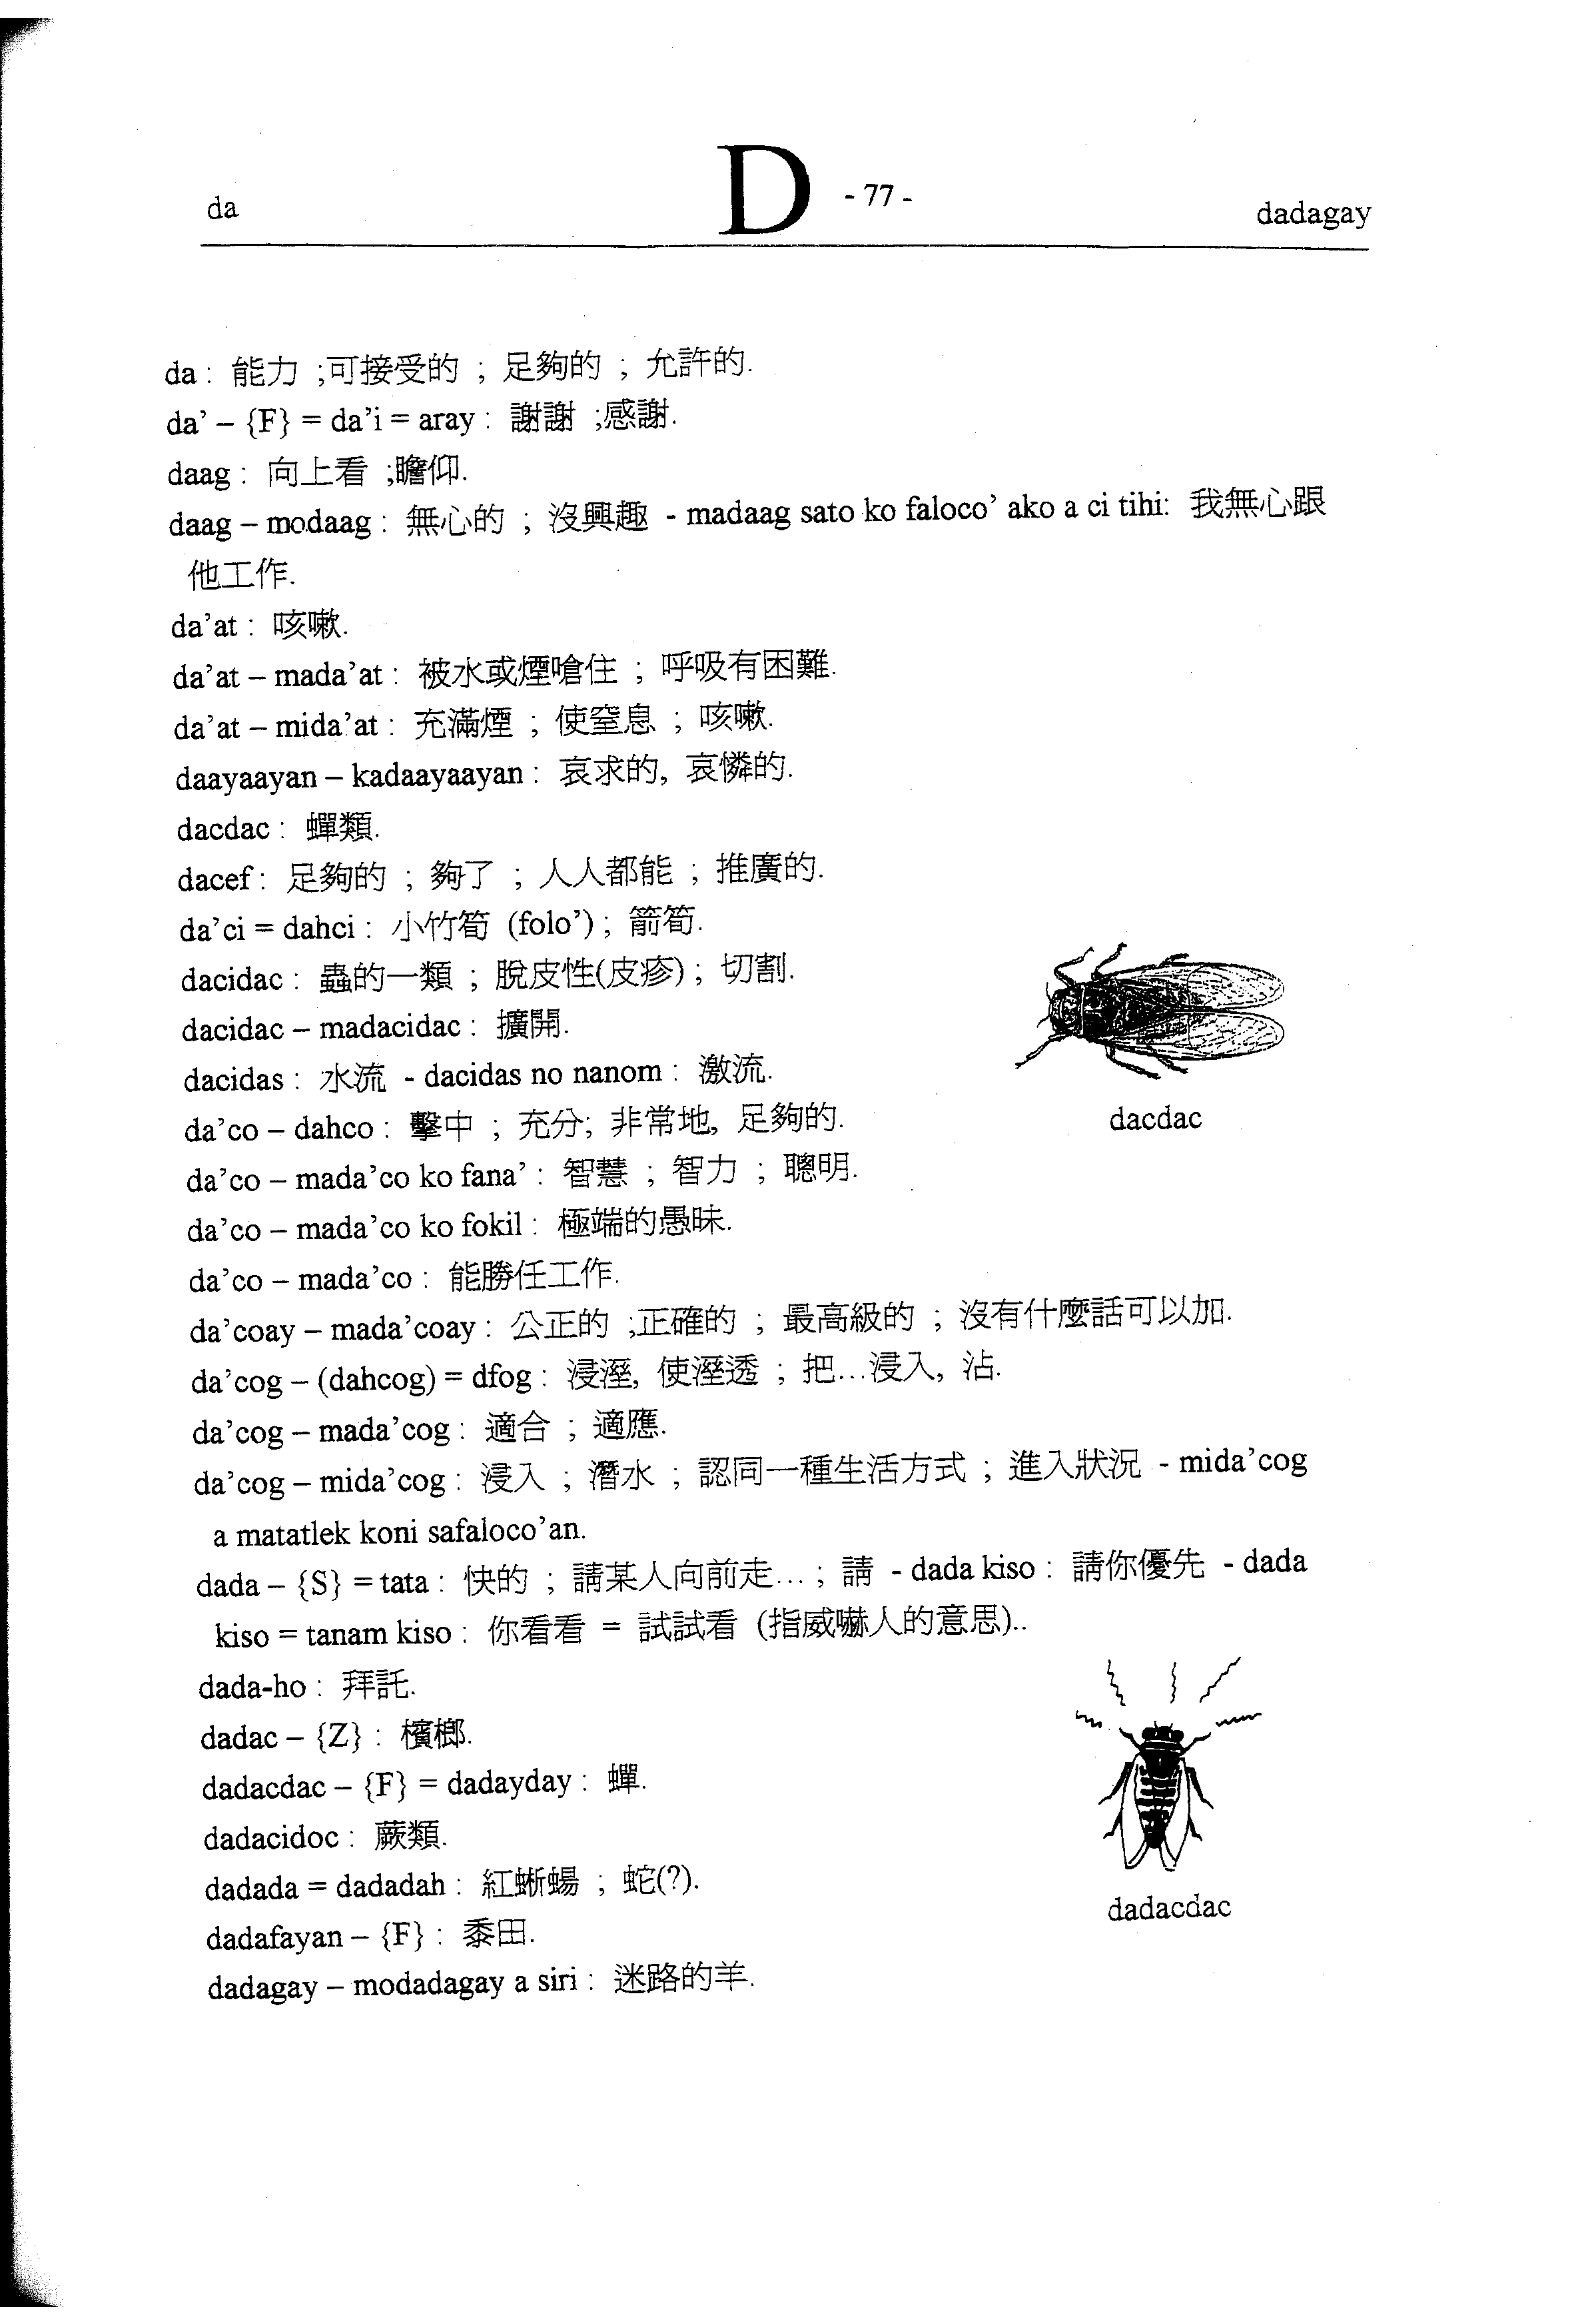 da
D
- 77 -
dadagay
da : 能力 ;可接受的 ; 足夠的 ; 允許的.
da’ – {F} = da’i = aray : 謝謝 ;感謝.
daag : 向上看 ;瞻仰.
daag – modaag : 無心的 ; 沒興趣 - madaag sato ko faloco’ ako a ci tihi: 我無心跟
他工作.
da’at : 咳嗽.
da’at – mada’at : 被水或煙嗆住 ; 呼吸有困難.
da’at – mida’at : 充滿煙 ; 使窒息 ; 咳嗽.
daayaayan – kadaayaayan : 哀求的, 哀憐的.
dacdac : 蟬類.
dacef : 足夠的 ; 夠了 ; 人人都能 ; 推廣的.
da’ci = dahci : 小竹筍 (folo’) ; 箭筍.
dacidac : 蟲的一類 ; 脫皮性(皮疹) ; 切割.
dacidac – madacidac : 擴開.
dacidas : 水流 - dacidas no nanom : 激流.
da’co – dahco : 擊中 ; 充分; 非常地, 足夠的.
dacdac
da’co – mada’co ko fana’ : 智慧 ; 智力 ; 聰明.
da’co – mada’co ko fokil : 極端的愚昧.
da’co – mada’co : 能勝任工作.
da’coay – mada’coay : 公正的 ;正確的 ; 最高級的 ; 沒有什麼話可以加.
da’cog – (dahcog) = dfog : 浸溼, 使溼透 ; 把…浸入, 沾.
da’cog – mada’cog : 適合 ; 適應.
da’cog – mida’cog : 浸入 ; 潛水 ; 認同一種生活方式 ; 進入狀況 - mida’cog
a matatlek koni safaloco’an.
dada – {S} = tata : 快的 ; 請某人向前走… ; 請 - dada kiso : 請你優先 - dada
kiso = tanam kiso : 你看看 = 試試看 (指威嚇人的意思)..
dada-ho : 拜託.
dadac – {Z} : 檳榔.
dadacdac – {F} = dadayday : 蟬.
dadacidoc : 蕨類.
dadada = dadadah : 紅蜥蜴 ; 蛇(?).
dadacdac
dadafayan – {F} : 黍田.
dadagay – modadagay a siri : 迷路的羊.